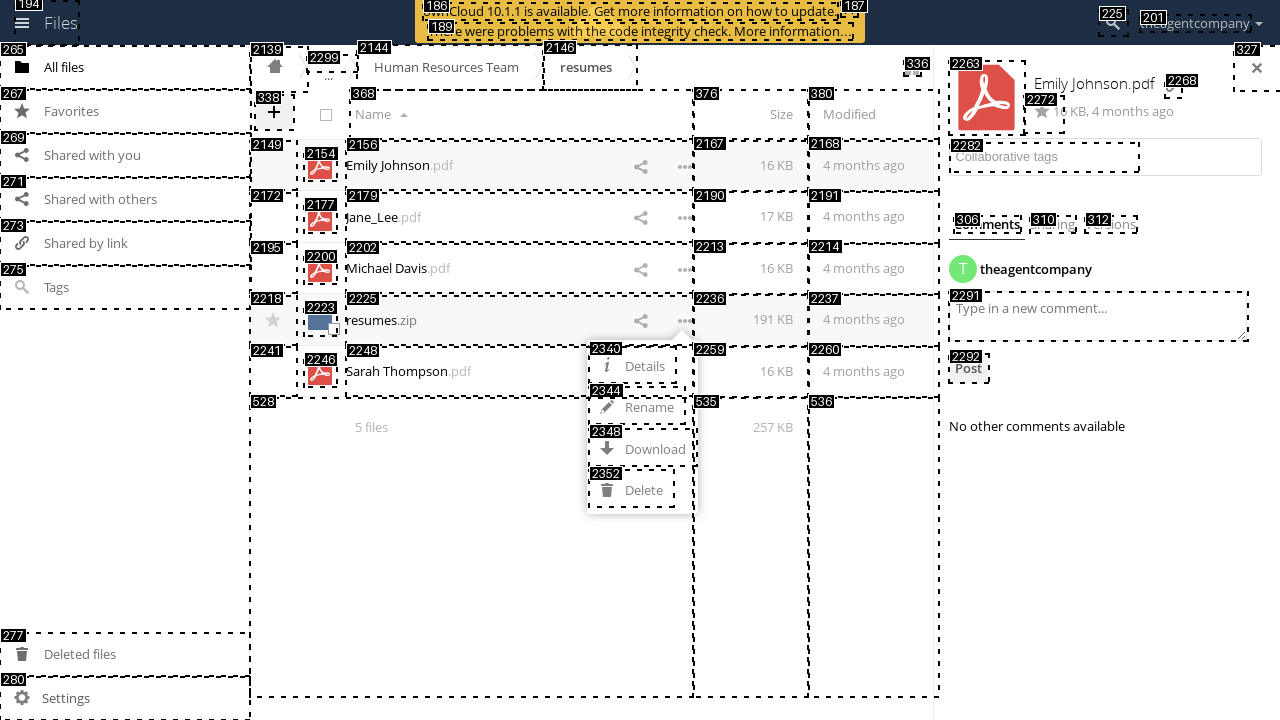 194
Files
186
ownCloud 10.1.1 is available. Get more information on how to update.
187
189
There were problems with the code integrity check. More information…
225
201
theagentcompany
265
All files
267
Favorites
269
Shared with you
271
Shared with others
273
Shared by link
275
Tags
277
Deleted files
280
Settings
2139
2299
...
2144
Human Resources Team
2146
resumes
336
338
368
Name
376
Size
380
Modified
2149
2154
2156
Emily Johnson.pdf
2167
16 KB
2168
4 months ago
2172
2177
2179
Jane_Lee.pdf
2190
17 KB
2191
4 months ago
2195
2200
2202
Michael Davis.pdf
2213
16 KB
2214
4 months ago
2218
2223
2225
resumes.zip
2236
191 KB
2237
4 months ago
2241
2246
2248
Sarah Thompson.pdf
2259
16 KB
2260
4 months ago
2340
Details
2344
Rename
2348
Download
2352
Delete
528
5 files
535
257 KB
536
327
2263
Emily Johnson.pdf
2268
2272
16 KB, 4 months ago
2282
Collaborative tags
306
Comments
310
Sharing
312
Versions
T
theagentcompany
2291
Type in a new comment...
2292
Post
No other comments available